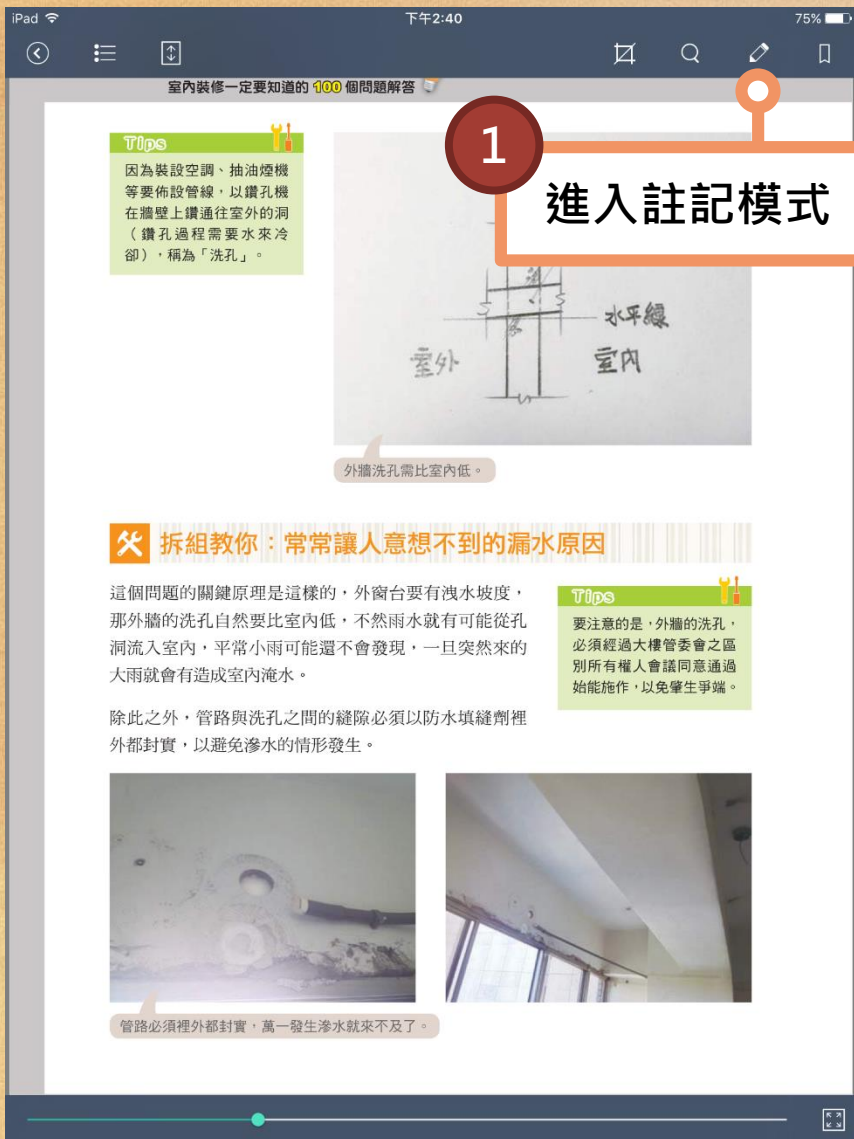 iPad 下午2:40 75%
室內裝修一定要知道的 100 個問題解答
Tips
因為裝設空調、抽油煙機
等要佈設管線，以鑽孔機
在牆壁上鑽通往室外的洞
（鑽孔過程需要水來冷
卻），稱為「洗孔」。
1
進入註記模式
水平線
室外 室內
外牆洗孔需比室內低。
拆組教你：常常讓人意想不到的漏水原因
這個問題的關鍵原理是這樣的，外窗台要有洩水坡度，
那外牆的洗孔自然要比室內低，不然雨水就有可能從孔
洞流入室內，平常小雨可能還不會發現，一旦突然來的
大雨就會有造成室內淹水。
除此之外，管路與洗孔之間的縫隙必須以防水填縫劑裡
外都封實，以避免滲水的情形發生。
Tips
要注意的是，外牆的洗孔，
必須經過大樓管委會之區
別所有權人會議同意通過
始能施作，以免肇生爭端。
管路必須裡外都封實，萬一發生滲水就來不及了。